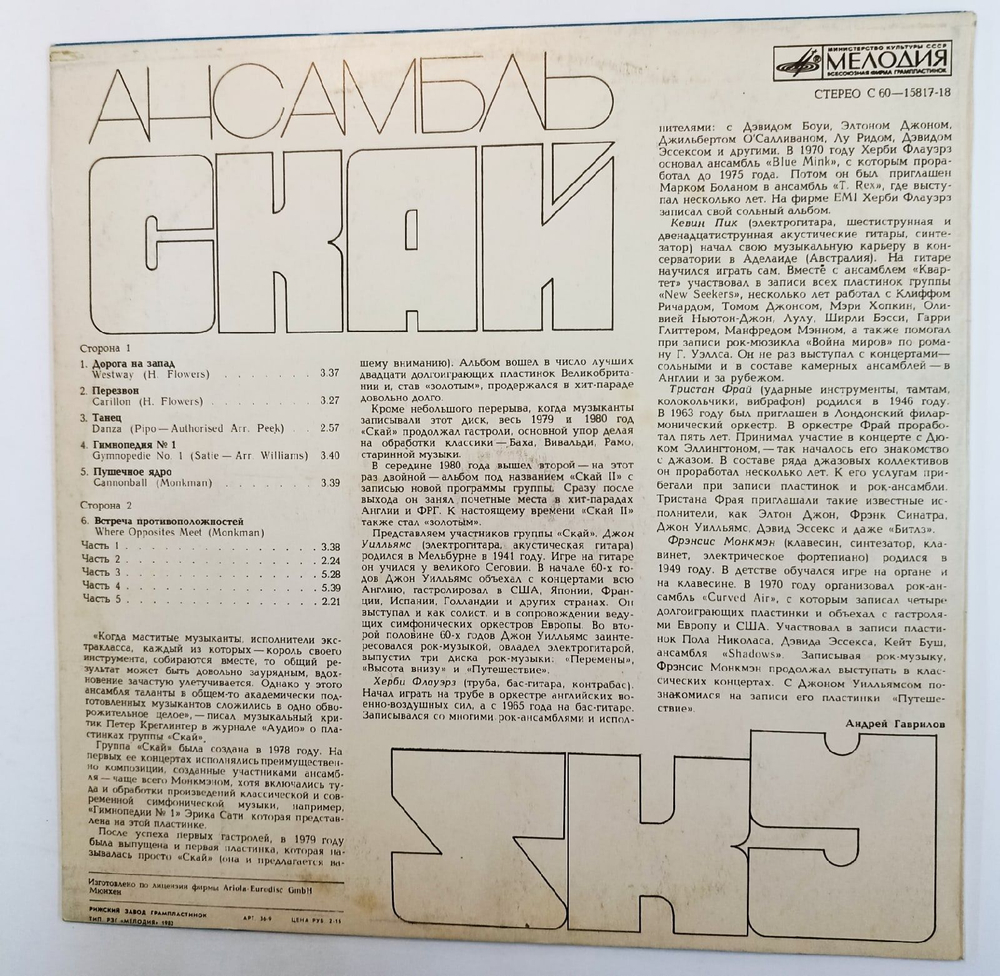 АНСАМБЛЬ
СКАЙ
МИНИСТЕРСТВО КУЛЬТУРЫ СССР
МЕЛОДИЯ
ВСЕСОЮЗНАЯ ФИРМА ГРАМПЛАСТИНОК
СТЕРЕО С 60—15817-18
Сторона 1
1. Дорога на запад
Westway (H. Flowers) . . . . . . . 3.37
2. Перезвон
Carillon (H. Flowers) . . . . . . . 3.27
3. Танец
Danza (Pipo—Authorised Arr. Peek) . 2.57
4. Гимнопедия № 1
Gymnopedie No. 1 (Satie—Arr. Williams) 3.40
5. Пушечное ядро
Cannonball (Monkman) . . . . . . . 3.39
Сторона 2
6. Встреча противоположностей
Where Opposites Meet (Monkman)
Часть 1 . . . . . . . . . . . . . . 3.38
Часть 2 . . . . . . . . . . . . . . 2.24
Часть 3 . . . . . . . . . . . . . . 5.28
Часть 4 . . . . . . . . . . . . . . 5.39
Часть 5 . . . . . . . . . . . . . . 2.21
«Когда маститые музыканты, исполнители экс-
тракласса, каждый из которых—король своего
инструмента, собираются вместе, то общий ре-
зультат может быть довольно заурядным, вдох-
новение зачастую улетучивается. Однако у этого
ансамбля таланты в общем-то академически под-
готовленных музыкантов сложились в одно обво-
рожительное целое»,—писал музыкальный кри-
тик Петер Креглингер в журнале «Аудио» о пла-
стинках группы «Скай».
Группа «Скай» была создана в 1978 году. На
первых ее концертах исполнялись преимуществен-
но композиции, созданные участниками ансамб-
ля—чаще всего Монкмэном, хотя включались ту-
да и обработки произведений классической и сов-
ременной симфонической музыки, например,
«Гимнопедии № 1» Эрика Сати которая представ-
лена на этой пластинке.
После успеха первых гастролей, в 1979 году
была выпущена и первая пластинка, которая на-
зывалась просто «Скай» (она и предлагается ва-
шему вниманию). Альбом вошел в число лучших
двадцати долгоиграющих пластинок Великобрита-
нии и, став «золотым», продержался в хит-параде
довольно долго.
Кроме небольшого перерыва, когда музыканты
записывали этот диск, весь 1979 и 1980 год
«Скай» продолжал гастроли, основной упор делая
на обработки классики—Баха, Вивальди, Рамо,
старинной музыки.
В середине 1980 года вышел второй—на этот
раз двойной—альбом под названием «Скай II» с
записью новой программы группы. Сразу после
выхода он занял почетные места в хит-парадах
Англии и ФРГ. К настоящему времени «Скай II»
также стал «золотым».
Представляем участников группы «Скай». Джон
Уилльямс (электрогитара, акустическая гитара)
родился в Мельбурне в 1941 году. Игре на гитаре
он учился у великого Сеговии. В начале 60-х го-
дов Джон Уилльямс объехал с концертами всю
Англию, гастролировал в США, Японии, Фран-
ции, Испании, Голландии и других странах. Он
выступал и как солист, и в сопровождении веду-
щих симфонических оркестров Европы. Во вто-
рой половине 60-х годов Джон Уилльямс заинте-
ресовался рок-музыкой, овладел электрогитарой,
выпустил три диска рок-музыки: «Перемены»,
«Высота внизу» и «Путешествие».
Херби Флауэрз (труба, бас-гитара, контрабас).
Начал играть на трубе в оркестре английских во-
енно-воздушных сил, а с 1965 года на бас-гитаре.
Записывался со многими рок-ансамблями и испол-
нителями: с Дэвидом Боуи, Элтоном Джоном,
Джильбертом О'Салливаном, Лу Ридом, Дэвидом
Эссексом и другими. В 1970 году Херби Флауэрз
основал ансамбль «Blue Mink», с которым прора-
ботал до 1975 года. Потом он был приглашен
Марком Боланом в ансамбль «T. Rex», где высту-
пал несколько лет. На фирме EMI Херби Флауэрз
записал свой сольный альбом.
Кевин Пик (электрогитара, шестиструнная и
двенадцатиструнная акустические гитары, синте-
затор) начал свою музыкальную карьеру в кон-
серватории в Аделаиде (Австралия). На гитаре
научился играть сам. Вместе с ансамблем «Квар-
тет» участвовал в записи всех пластинок группы
«New Seekers», несколько лет работал с Клиффом
Ричардом, Томом Джонсом, Мэри Хопкин, Оли-
вией Ньютон-Джон, Лулу, Ширли Бэсси, Гарри
Глиттером, Манфредом Мэнном, а также помогал
при записи рок-мюзикла «Война миров» по рома-
ну Г. Уэллса. Он не раз выступал с концертами—
сольными и в составе камерных ансамблей—в
Англии и за рубежом.
Тристан Фрай (ударные инструменты, тамтам,
колокольчики, вибрафон) родился в 1946 году.
В 1963 году был приглашен в Лондонский филар-
монический оркестр. В оркестре Фрай прорабо-
тал пять лет. Принимал участие в концерте с Дю-
ком Эллингтоном,—так началось его знакомство
с джазом. В составе ряда джазовых коллективов
он проработал несколько лет. К его услугам при-
бегали при записи пластинок и рок-ансамбли.
Тристана Фрая приглашали такие известные ис-
полнители, как Элтон Джон, Фрэнк Синатра,
Джон Уилльямс, Дэвид Эссекс и даже «Битлз».
Фрэнсис Монкмэн (клавесин, синтезатор, кла-
винет, электрическое фортепиано) родился в
1949 году. В детстве обучался игре на органе и
на клавесине. В 1970 году организовал рок-ан-
самбль «Curved Air», с которым записал четыре
долгоиграющих пластинки и объехал с гастроля-
ми Европу и США. Участвовал в записи пласти-
нок Пола Николаса, Дэвида Эссекса, Кейт Буш,
ансамбля «Shadows». Записывая рок-музыку,
Фрэнсис Монкмэн продолжал выступать в клас-
сических концертах. С Джоном Уилльямсом по-
знакомился на записи его пластинки «Путеше-
ствие».
Андрей Гаврилов
SKY
Изготовлено по лицензии фирмы Ariola-Eurodisc GmbH
Мюнхен
РИЖСКИЙ ЗАВОД ГРАМПЛАСТИНОК
ТИП. РЗГ «МЕЛОДИЯ» 1982
АРТ. 36-9
ЦЕНА РУБ. 2-15